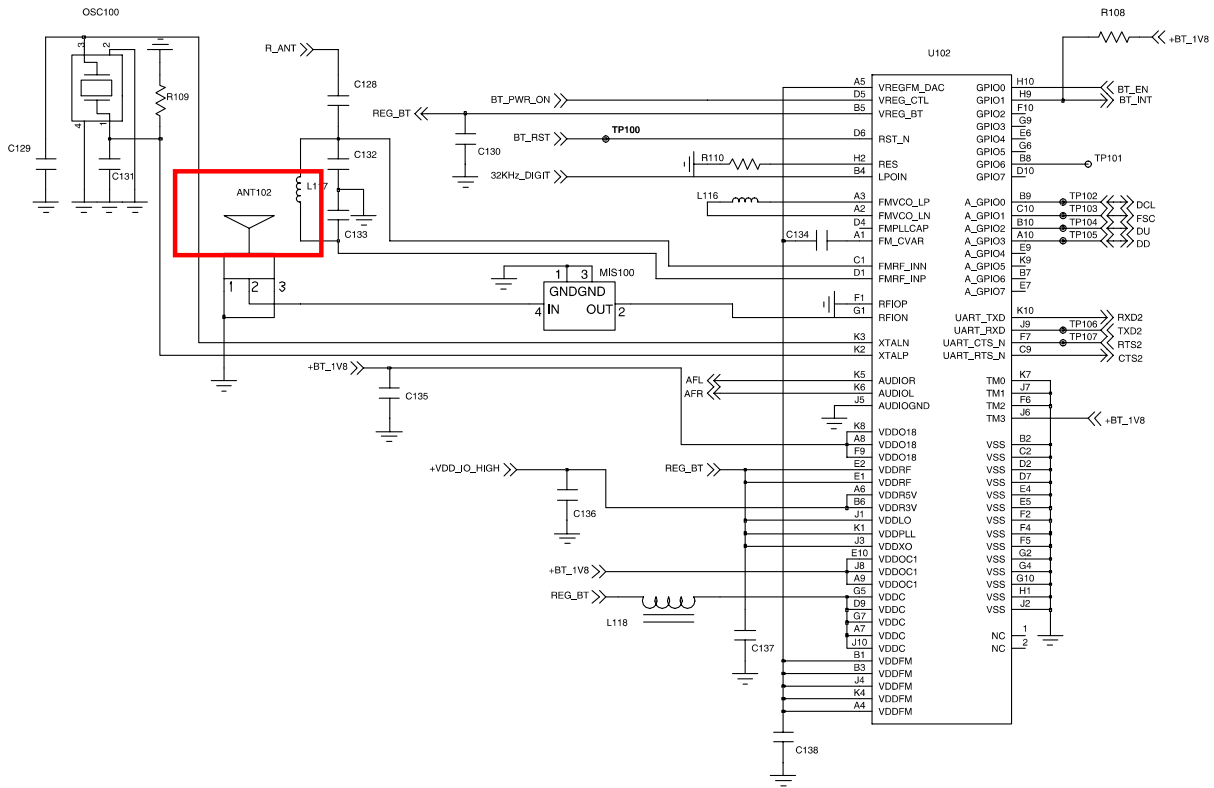 OSC100
3
2
4
1
R109
C129
C131
R_ANT
C128
C132
L117
C133
ANT102
1 2 3
REG_BT
C130
BT_PWR_ON
BT_RST
TP100
R110
32KHz_DIGIT
L116
C134
MIS100
1 3
GNDGND
4 IN OUT 2
+BT_1V8
C135
AFL
AFR
+VDD_IO_HIGH
C136
REG_BT
+BT_1V8
REG_BT
L118
C137
C138
U102
A5 VREGFM_DAC
D5 VREG_CTL
B5 VREG_BT
D6 RST_N
H2 RES
B4 LPOIN
A3 FMVCO_LP
A2 FMVCO_LN
D4 FMPLLCAP
A1 FM_CVAR
C1 FMRF_INN
D1 FMRF_INP
F1 RFIOP
G1 RFION
K3 XTALN
K2 XTALP
K5 AUDIOR
K6 AUDIOL
J5 AUDIOGND
K8 VDDO18
A8 VDDO18
F9 VDDO18
E2 VDDRF
E1 VDDRF
A6 VDDR5V
B6 VDDR3V
J1 VDDLO
K1 VDDPLL
J3 VDDXO
E10 VDDOC1
J8 VDDOC1
A9 VDDOC1
G5 VDDC
D9 VDDC
G7 VDDC
A7 VDDC
J10 VDDC
B1 VDDFM
B3 VDDFM
J4 VDDFM
K4 VDDFM
A4 VDDFM
R108
+BT_1V8
GPIO0 H10 BT_EN
GPIO1 H9 BT_INT
GPIO2 F10
GPIO3 G9
GPIO4 E6
GPIO5 G6
GPIO6 B8 TP101
GPIO7 D10
A_GPIO0 B9 TP102 DCL
A_GPIO1 C10 TP103 FSC
A_GPIO2 B10 TP104 DU
A_GPIO3 A10 TP105 DD
A_GPIO4 E9
A_GPIO5 K9
A_GPIO6 B7
A_GPIO7 E7
UART_TXD K10 RXD2
UART_RXD J9 TP106 TXD2
UART_CTS_N F7 TP107 RTS2
UART_RTS_N C9 CTS2
TM0 K7
TM1 J7
TM2 F6
TM3 J6 +BT_1V8
VSS B2
VSS C2
VSS D2
VSS D7
VSS E4
VSS E5
VSS F2
VSS F4
VSS F5
VSS G2
VSS G4
VSS G10
VSS H1
VSS J2
NC 1
NC 2